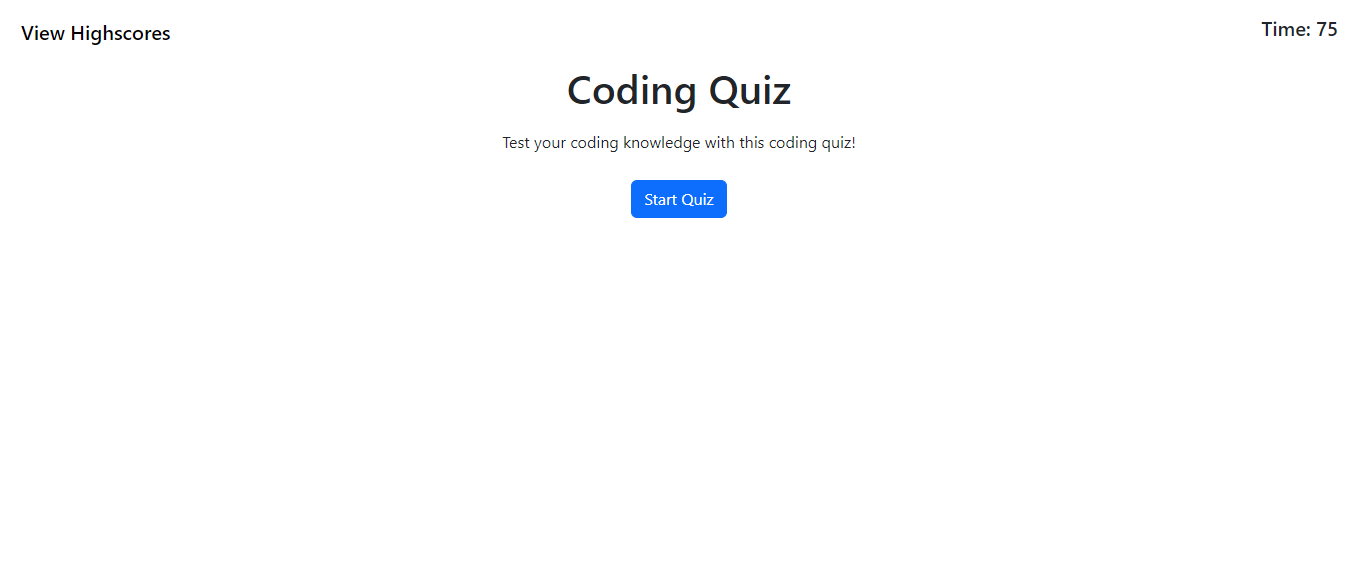 View Highscores
Time: 75
Coding Quiz
Test your coding knowledge with this coding quiz!
Start Quiz